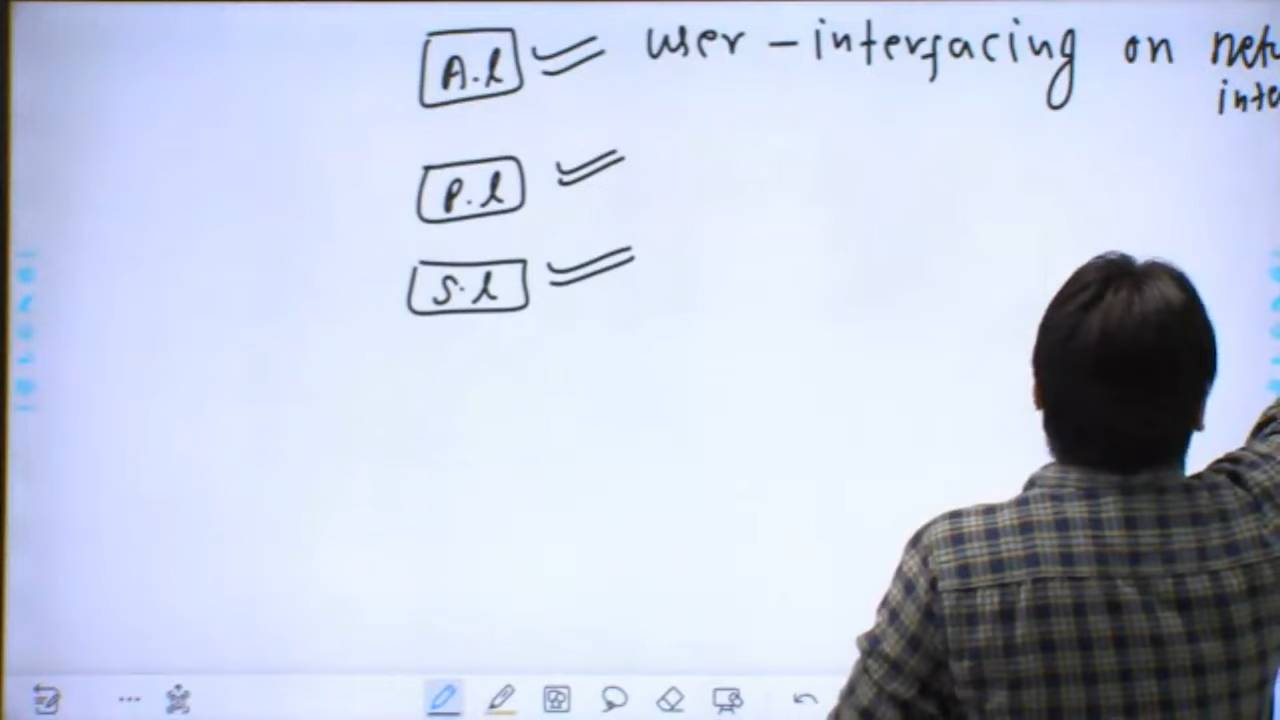 A.l user - interfacing on
P.l
S.l